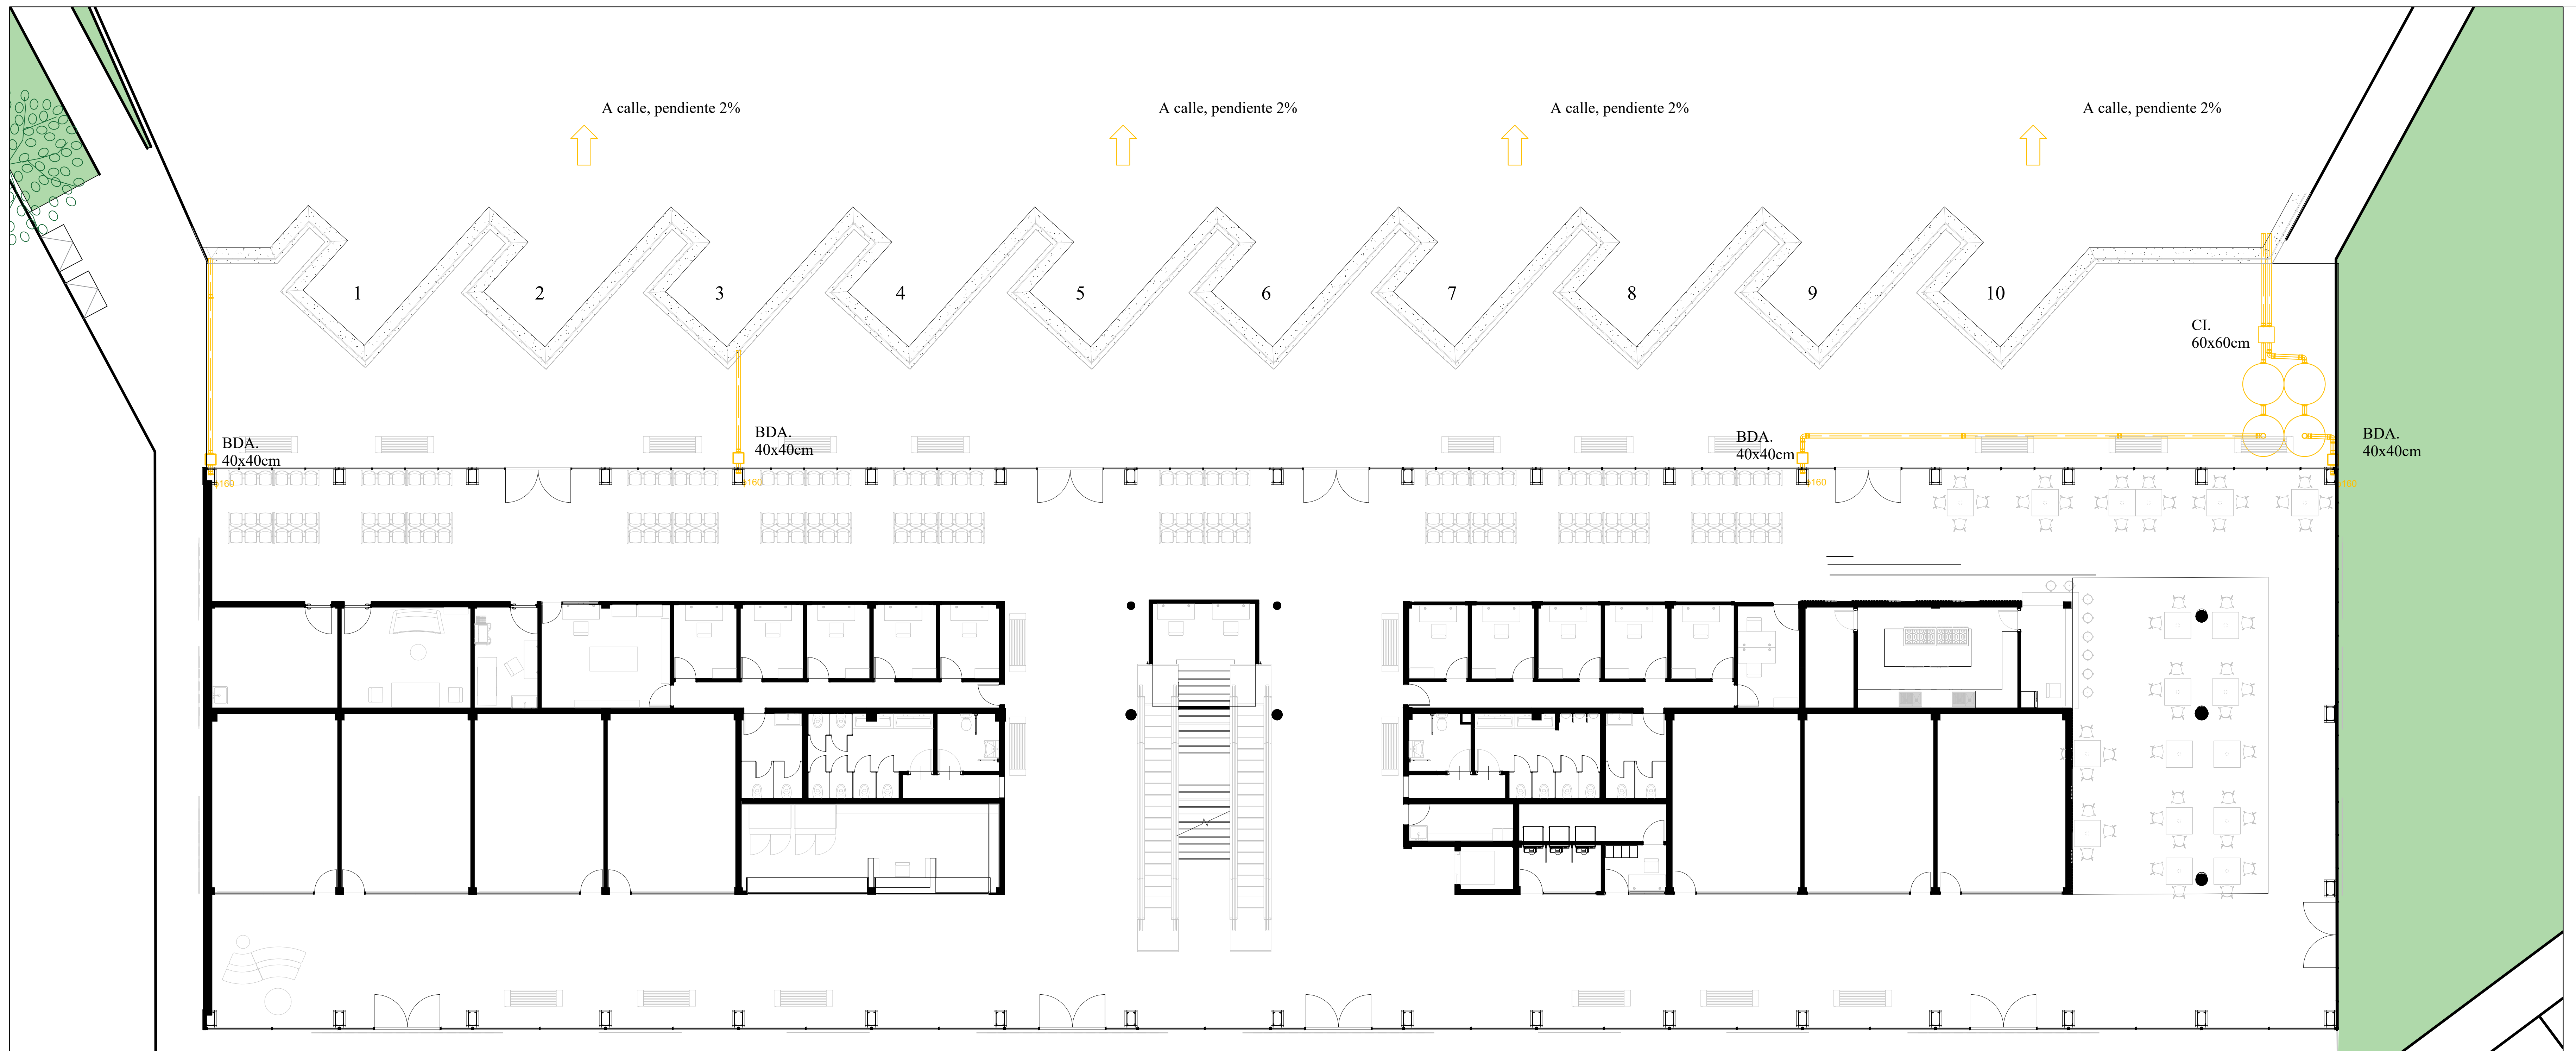 A calle, pendiente 2%
A calle, pendiente 2%
A calle, pendiente 2%
A calle, pendiente 2%
1
2
3
4
5
6
7
8
9
10
CI.
60x60cm
BDA.
40x40cm
BDA.
40x40cm
BDA.
40x40cm
BDA.
40x40cm